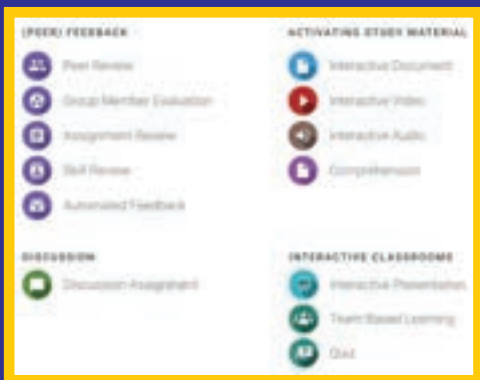 (PEER) FEEDBACK
Peer Review
Group Member Evaluation
Assignment Review
Skill Review
Automated Feedback
DISCUSSION
Discussion Assignment
ACTIVATING STUDY MATERIAL
Interactive Document
Interactive Video
Interactive Audio
Comprehension
INTERACTIVE CLASSROOMS
Interactive Presentation
Team Based Learning
Quiz